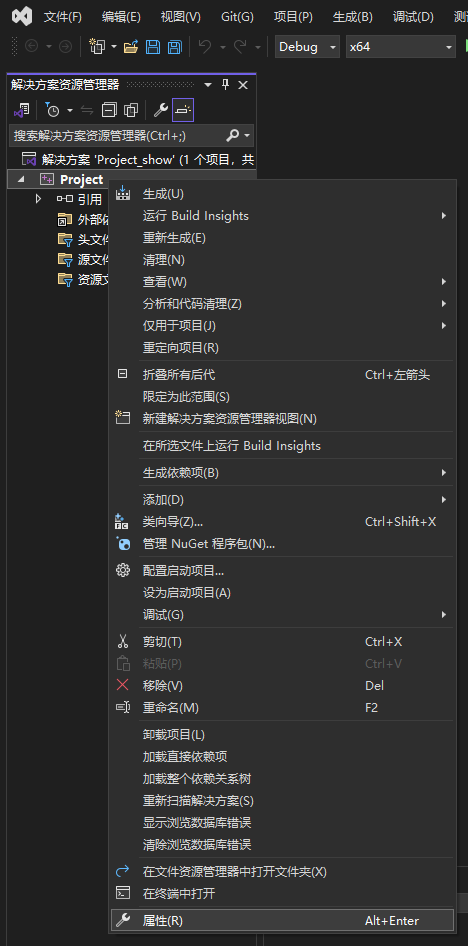 文件(F) 编辑(E) 视图(V) Git(G) 项目(P) 生成(B) 调试(D)
Debug x64
解决方案资源管理器
搜索解决方案资源管理器(Ctrl+;)
解决方案 'Project_show' (1 个项目, 共
Project
引用
外部
头文件
源文件
资源文
生成(U)
运行 Build Insights
重新生成(E)
清理(N)
查看(W)
分析和代码清理(Z)
仅用于项目(J)
重定向项目(R)
折叠所有后代 Ctrl+左箭头
限定为此范围(S)
新建解决方案资源管理器视图(N)
在所选文件上运行 Build Insights
生成依赖项(B)
添加(D)
类向导(Z)... Ctrl+Shift+X
管理 NuGet 程序包(N)...
配置启动项目...
设为启动项目(A)
调试(G)
剪切(T) Ctrl+X
粘贴(P) Ctrl+V
移除(V) Del
重命名(M) F2
卸载项目(L)
加载直接依赖项
加载整个依赖关系树
重新扫描解决方案(S)
显示浏览数据库错误
清除浏览数据库错误
在文件资源管理器中打开文件夹(X)
在终端中打开
属性(R) Alt+Enter